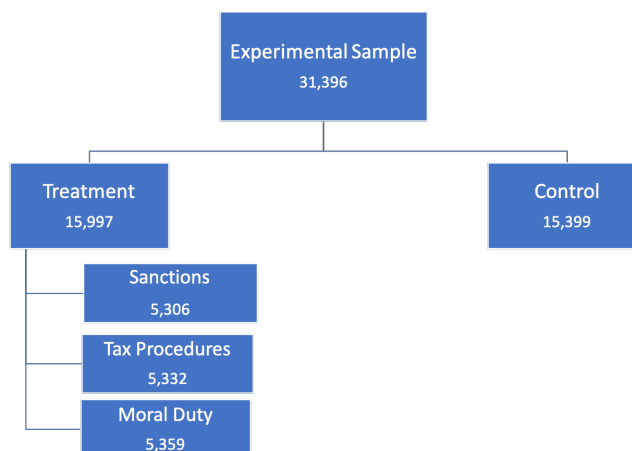 Experimental Sample
31,396
Treatment
15,997
Control
15,399
Sanctions
5,306
Tax Procedures
5,332
Moral Duty
5,359